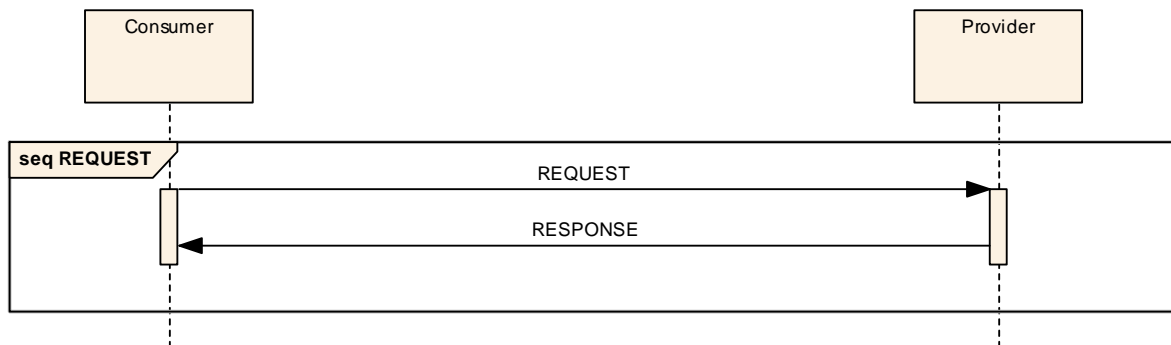 Consumer
Provider
seq REQUEST
REQUEST
RESPONSE